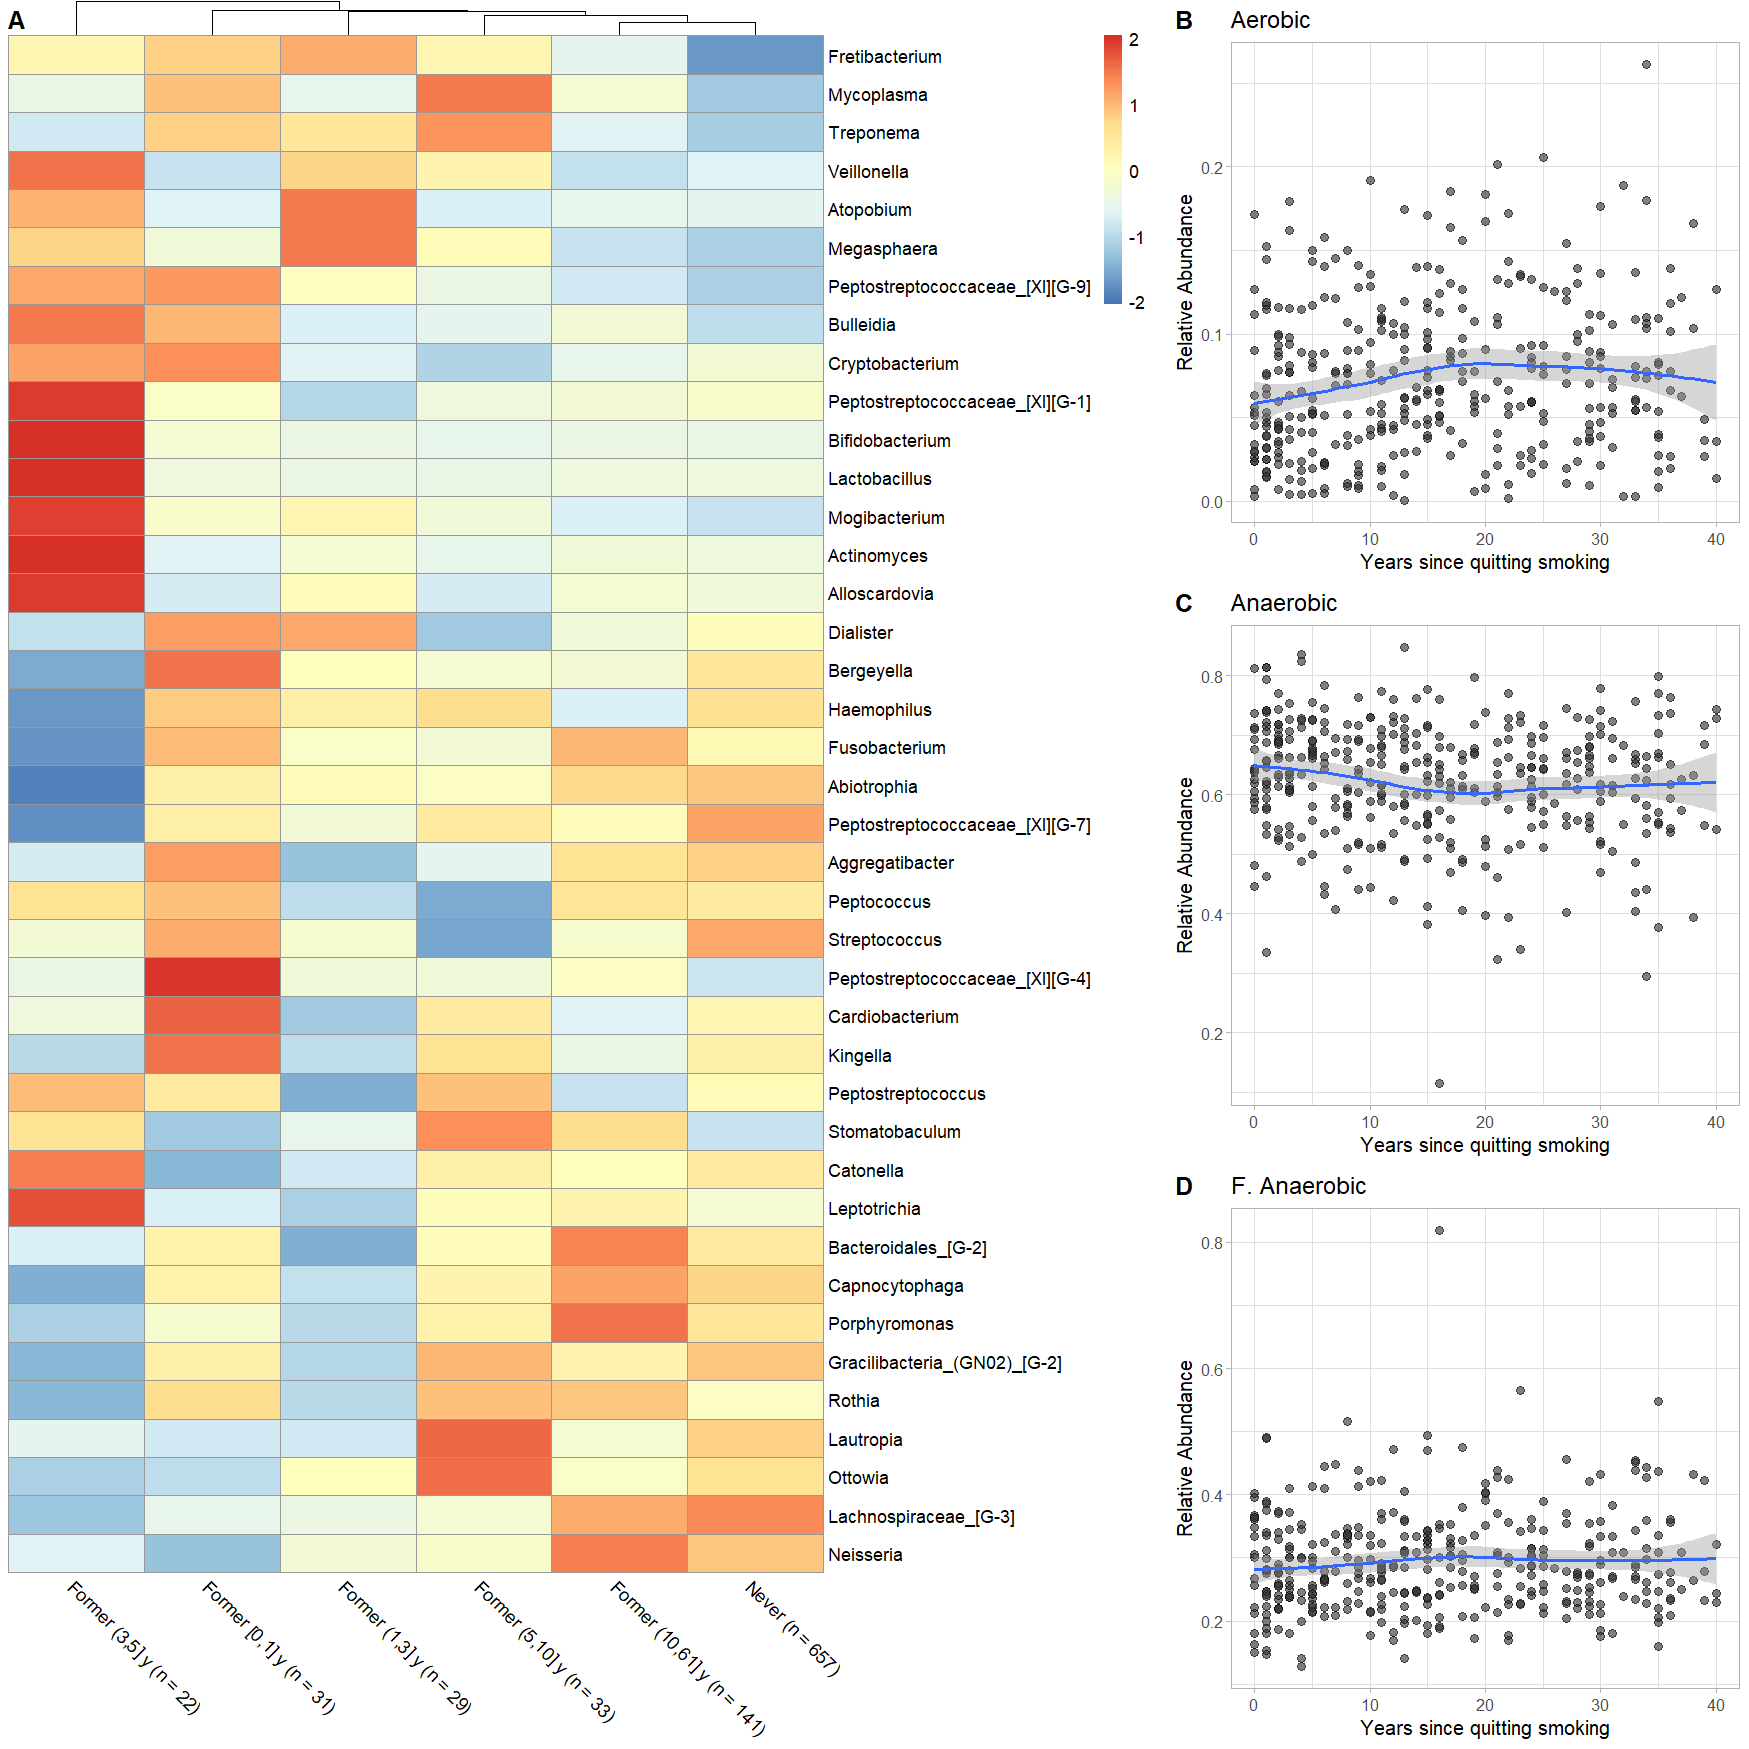 A
Fretibacterium
Mycoplasma
Treponema
Veillonella
Atopobium
Megasphaera
Peptostreptococcaceae_[XI][G-9]
Bulleidia
Cryptobacterium
Peptostreptococcaceae_[XI][G-1]
Bifidobacterium
Lactobacillus
Mogibacterium
Actinomyces
Alloscardovia
Dialister
Bergeyella
Haemophilus
Fusobacterium
Abiotrophia
Peptostreptococcaceae_[XI][G-7]
Aggregatibacter
Peptococcus
Streptococcus
Peptostreptococcaceae_[XI][G-4]
Cardiobacterium
Kingella
Peptostreptococcus
Stomatobaculum
Catonella
Leptotrichia
Bacteroidales_[G-2]
Capnocytophaga
Porphyromonas
Gracilibacteria_(GN02)_[G-2]
Rothia
Lautropia
Ottowia
Lachnospiraceae_[G-3]
Neisseria
Former (3,5] y (n = 22)
Former [0,1] y (n = 31)
Former (1,3] y (n = 29)
Former (5,10] y (n = 33)
Former (10,61] y (n = 141)
Never (n = 657)
2
1
0
-1
-2
B Aerobic
Relative Abundance
0.2
0.1
0.0
0 10 20 30 40
Years since quitting smoking
C Anaerobic
Relative Abundance
0.8
0.6
0.4
0.2
0 10 20 30 40
Years since quitting smoking
D F. Anaerobic
Relative Abundance
0.8
0.6
0.4
0.2
0 10 20 30 40
Years since quitting smoking